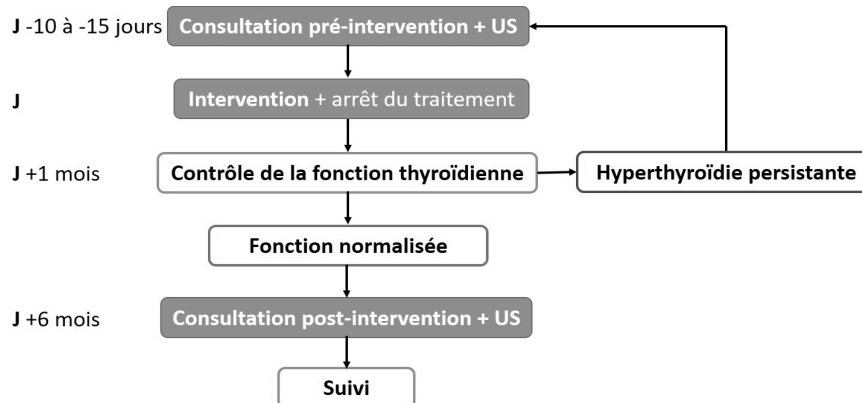 J -10 à -15 jours
Consultation pré-intervention + US
J
Intervention + arrêt du traitement
J +1 mois
Contrôle de la fonction thyroïdienne
Hyperthyroïdie persistante
Fonction normalisée
J +6 mois
Consultation post-intervention + US
Suivi